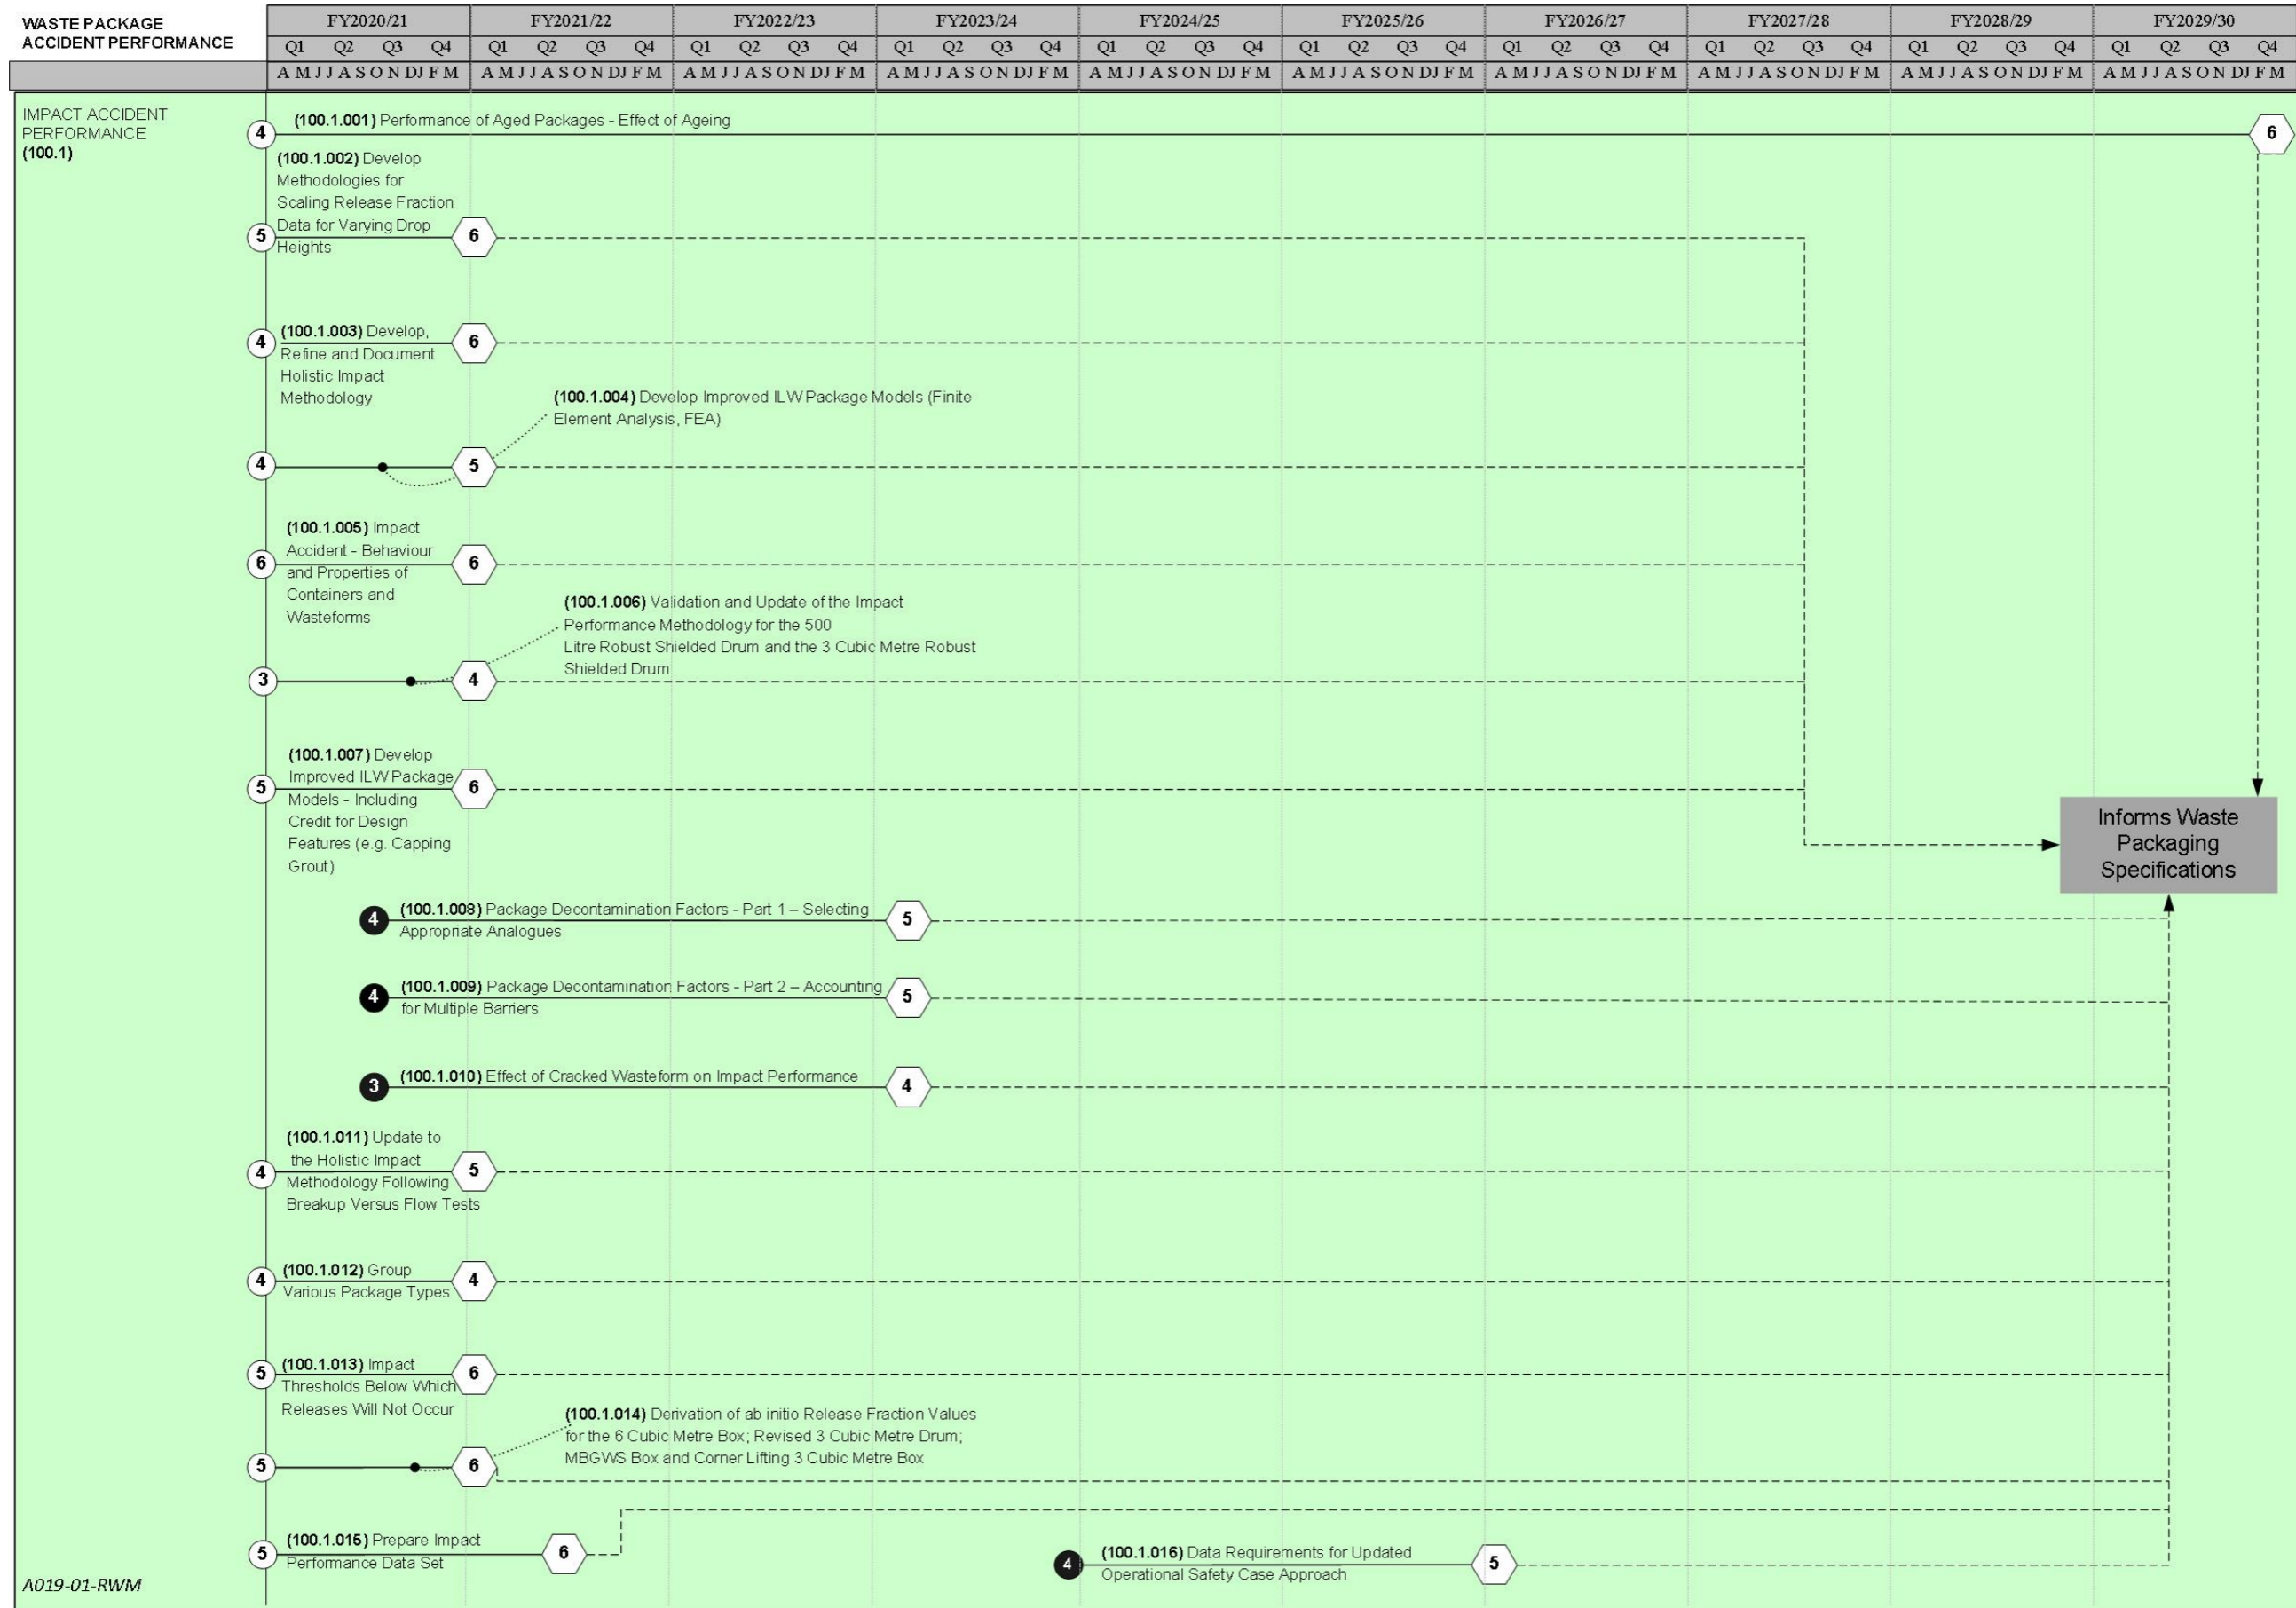 WASTE PACKAGE
ACCIDENT PERFORMANCE
FY2020/21 FY2021/22 FY2022/23 FY2023/24 FY2024/25 FY2025/26 FY2026/27 FY2027/28 FY2028/29 FY2029/30
Q1 Q2 Q3 Q4 Q1 Q2 Q3 Q4 Q1 Q2 Q3 Q4 Q1 Q2 Q3 Q4 Q1 Q2 Q3 Q4 Q1 Q2 Q3 Q4 Q1 Q2 Q3 Q4 Q1 Q2 Q3 Q4 Q1 Q2 Q3 Q4 Q1 Q2 Q3 Q4
A M J J A S O N D J F M A M J J A S O N D J F M A M J J A S O N D J F M A M J J A S O N D J F M A M J J A S O N D J F M A M J J A S O N D J F M A M J J A S O N D J F M A M J J A S O N D J F M A M J J A S O N D J F M A M J J A S O N D J F M
IMPACT ACCIDENT
PERFORMANCE
(100.1)
4 (100.1.001) Performance of Aged Packages - Effect of Ageing 6
(100.1.002) Develop
Methodologies for
Scaling Release Fraction
5 Data for Varying Drop 6
Heights
4 (100.1.003) Develop, 6
Refine and Document
Holistic Impact
Methodology
(100.1.004) Develop Improved ILW Package Models (Finite
Element Analysis, FEA)
4 5
(100.1.005) Impact
Accident - Behaviour
6 and Properties of 6
Containers and
Wasteforms
(100.1.006) Validation and Update of the Impact
Performance Methodology for the 500
Litre Robust Shielded Drum and the 3 Cubic Metre Robust
Shielded Drum
3 4
(100.1.007) Develop
Improved ILW Package
5 Models - Including 6
Credit for Design
Features (e.g. Capping
Grout)
Informs Waste
Packaging
Specifications
4 (100.1.008) Package Decontamination Factors - Part 1 – Selecting 5
Appropriate Analogues
4 (100.1.009) Package Decontamination Factors - Part 2 – Accounting 5
for Multiple Barriers
3 (100.1.010) Effect of Cracked Wasteform on Impact Performance 4
(100.1.011) Update to
the Holistic Impact
4 Methodology Following 5
Breakup Versus Flow Tests
4 (100.1.012) Group 4
Various Package Types
5 (100.1.013) Impact 6
Thresholds Below Which
Releases Will Not Occur
(100.1.014) Derivation of ab initio Release Fraction Values
for the 6 Cubic Metre Box; Revised 3 Cubic Metre Drum;
MBGWS Box and Corner Lifting 3 Cubic Metre Box
5 6
5 (100.1.015) Prepare Impact 6
Performance Data Set
4 (100.1.016) Data Requirements for Updated 5
Operational Safety Case Approach
A019-01-RWM